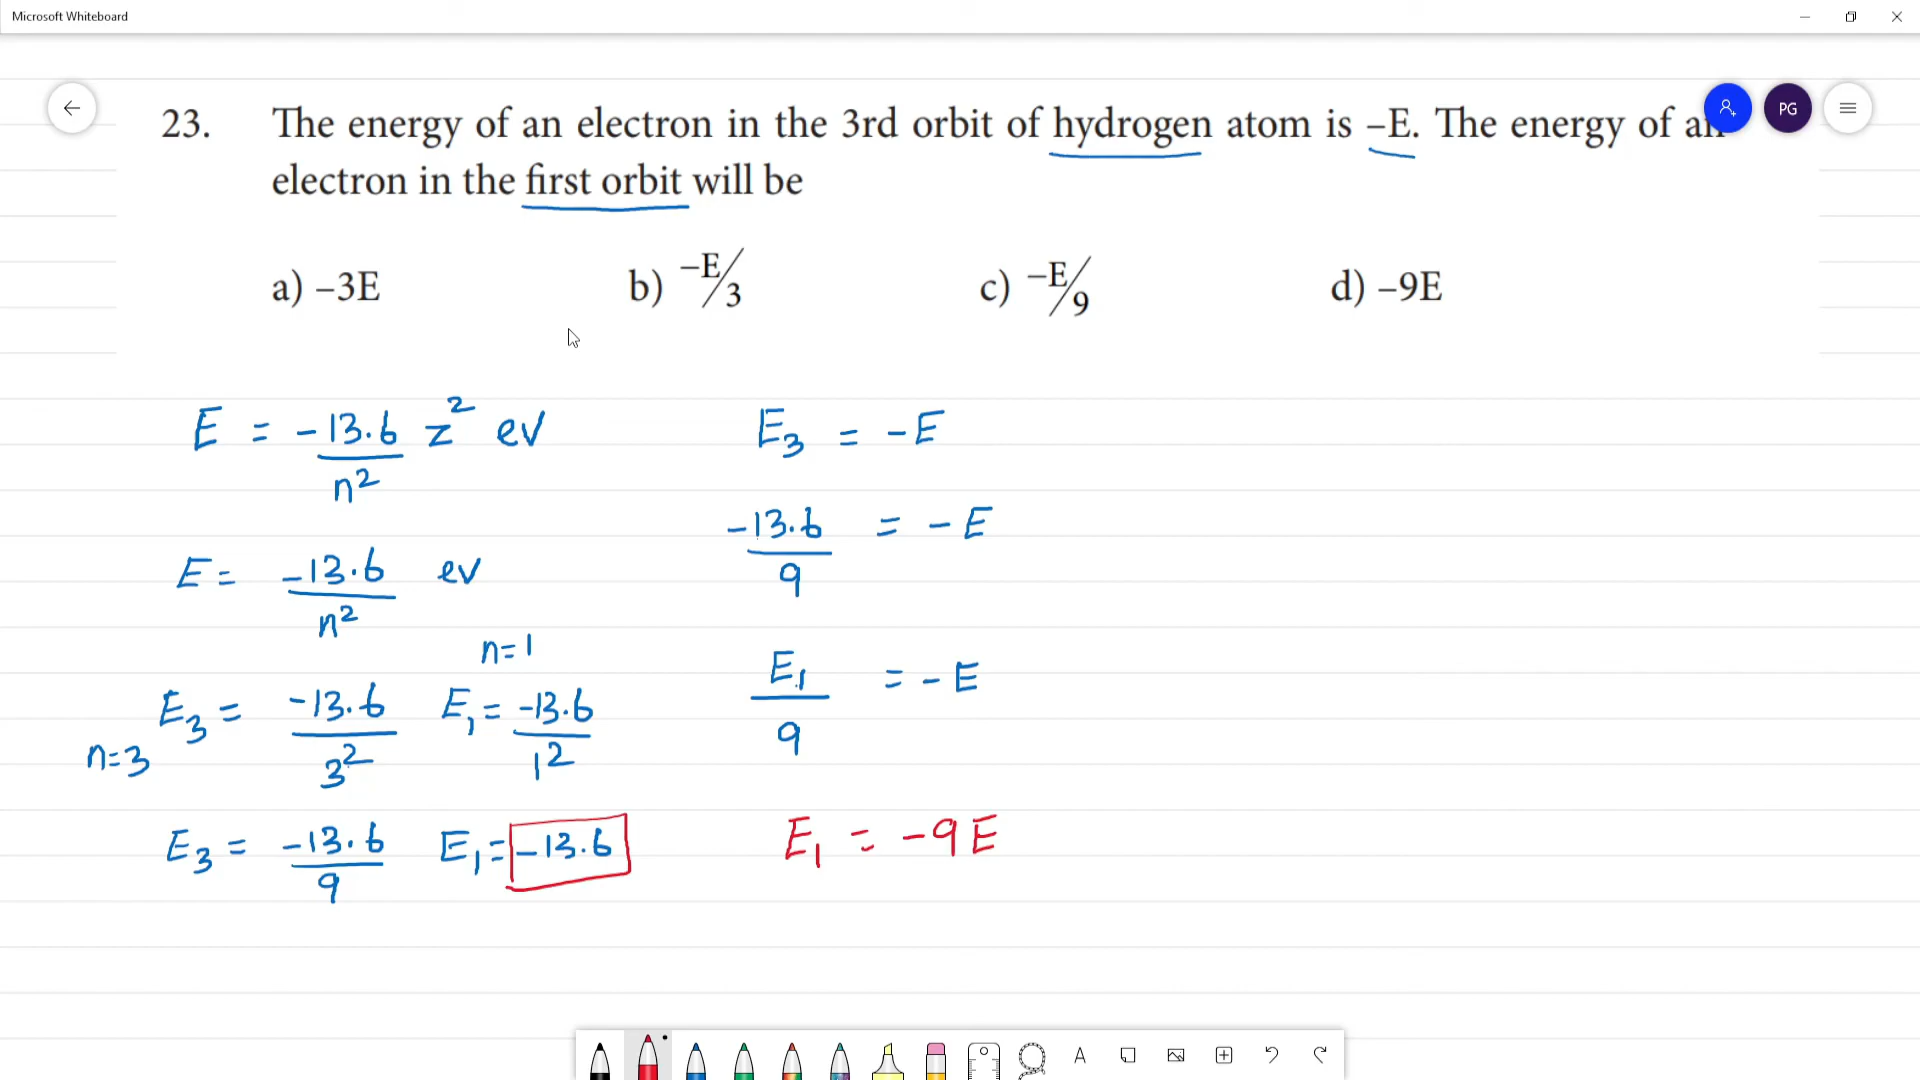 Microsoft Whiteboard
PG
23. The energy of an electron in the 3rd orbit of hydrogen atom is –E. The energy of an
electron in the first orbit will be
a) –3E b) –E/3 c) –E/9 d) –9E
E = -13.6/n² z² ev
E = -13.6/n² ev
n=1
E₃ = -13.6/3² E₁ = -13.6/1²
n=3
E₃ = -13.6/9 E₁ = -13.6
E₃ = -E
-13.6/9 = -E
E₁/9 = -E
E₁ = -9E
A